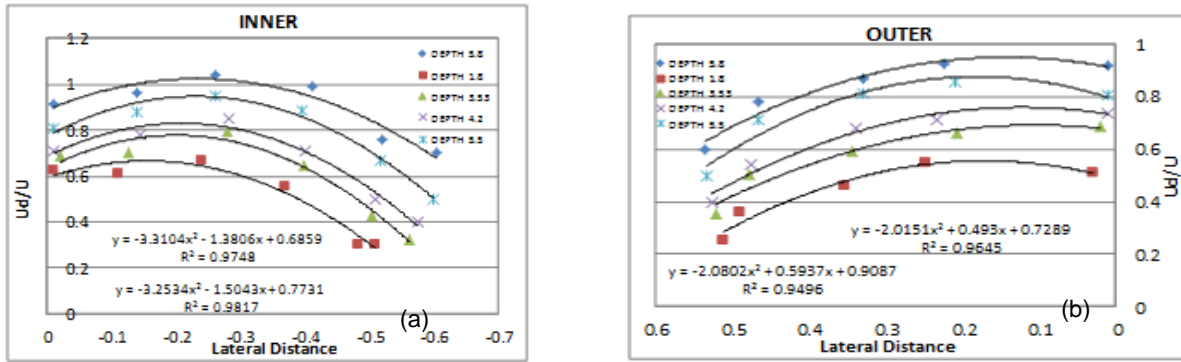 INNER
1.2
1
0.8
0.6
0.4
0.2
0
Ud/U
DEPTH 5.8
DEPTH 1.8
DEPTH 3.55
DEPTH 4.2
DEPTH 5.5
y = -3.3104x² - 1.3806x + 0.6859
R² = 0.9748
y = -3.2534x² - 1.5043x + 0.7731
R² = 0.9817
(a)
0 -0.1 -0.2 -0.3 -0.4 -0.5 -0.6 -0.7
Lateral Distance
OUTER
DEPTH 5.8
DEPTH 1.8
DEPTH 3.55
DEPTH 4.2
DEPTH 5.5
1
0.8
0.6
0.4
0.2
0
Ud/U
y = -2.0151x² + 0.493x + 0.7289
R² = 0.9645
y = -2.0802x² + 0.5937x + 0.9087
R² = 0.9496
(b)
0.6 0.5 0.4 0.3 0.2 0.1 0
Lateral Distance